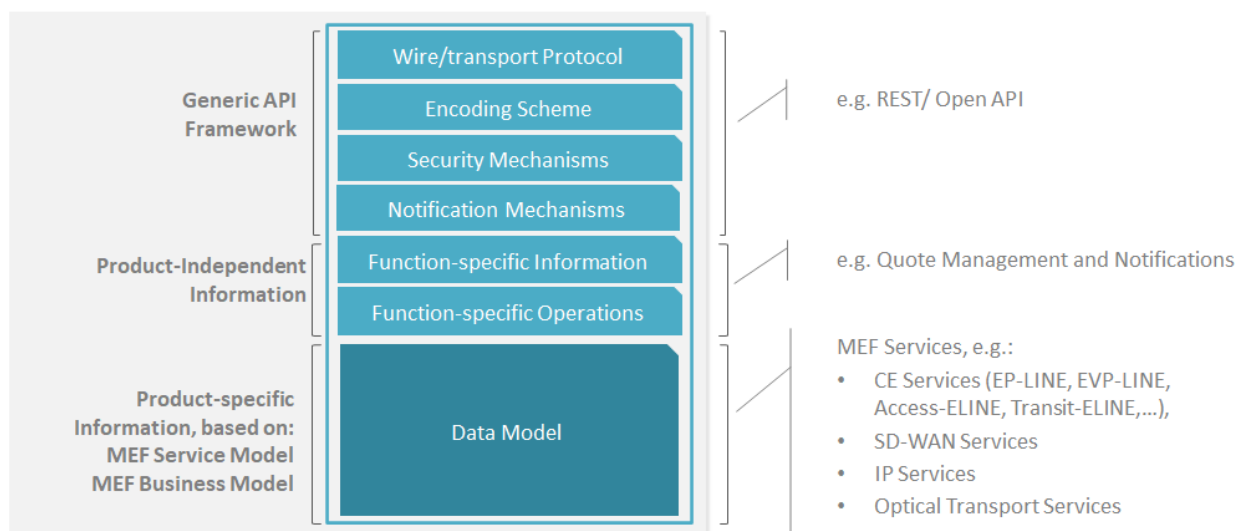 Generic API
Framework
Wire/transport Protocol
Encoding Scheme
Security Mechanisms
Notification Mechanisms
e.g. REST/ Open API
Product-Independent
Information
Function-specific Information
Function-specific Operations
e.g. Quote Management and Notifications
Product-specific
Information, based on:
MEF Service Model
MEF Business Model
Data Model
MEF Services, e.g.:
• CE Services (EP-LINE, EVP-LINE,
Access-ELINE, Transit-ELINE,...),
• SD-WAN Services
• IP Services
• Optical Transport Services